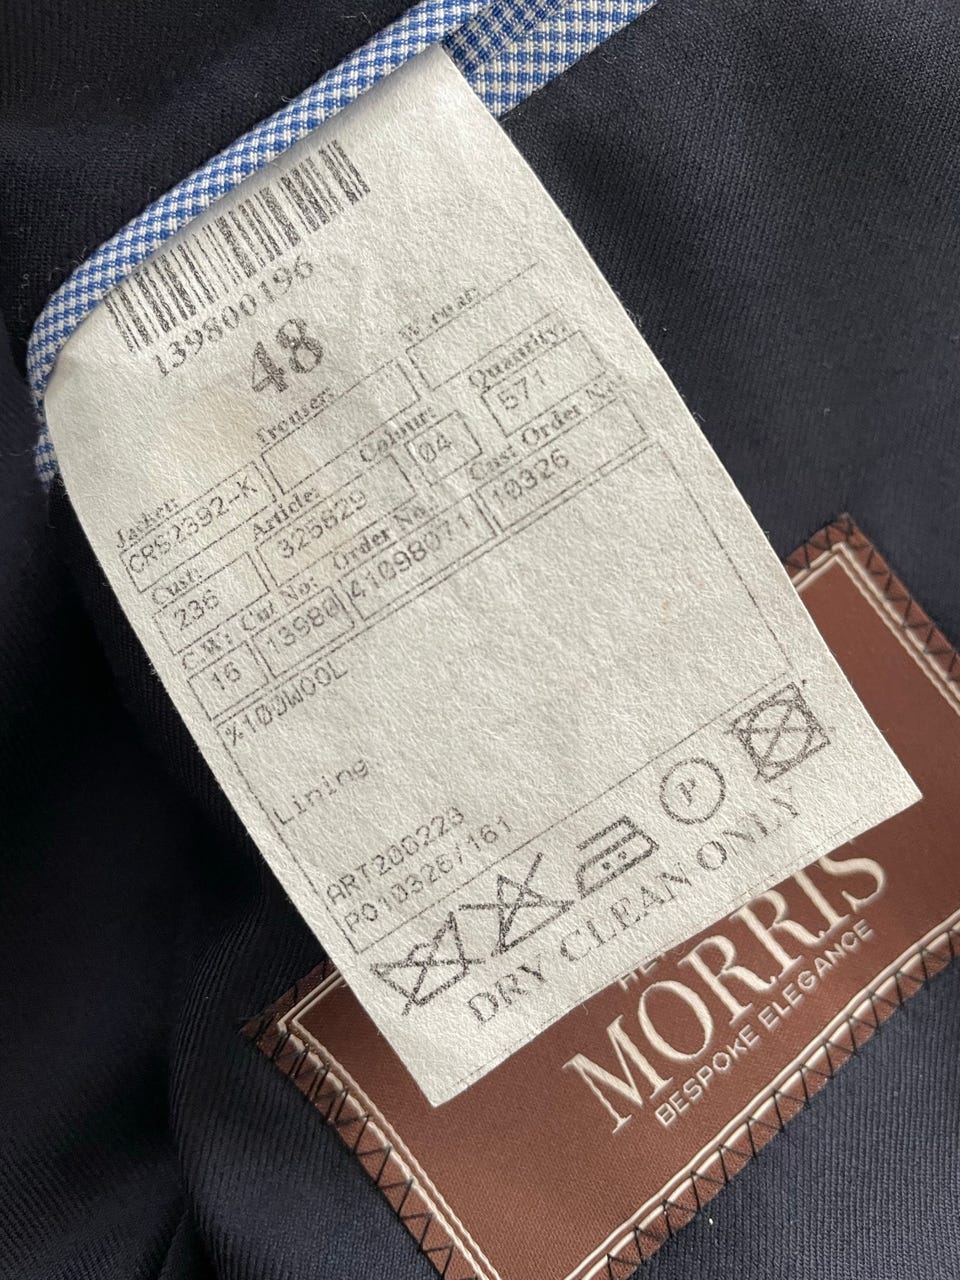 139800196
48
Trouser:
W.coat:
Jacket:
CRS2392-K
Colour:
Quantity:
Cust:
Article:
04
571
236
325629
Cust Order No:
C.W:
Cut No:
Order No:
10326
16
13980
41098071
%100WOOL
Lining
ART200223
PO10326/161
P
DRY CLEAN ONLY
MORRIS
BESPOKE ELEGANCE